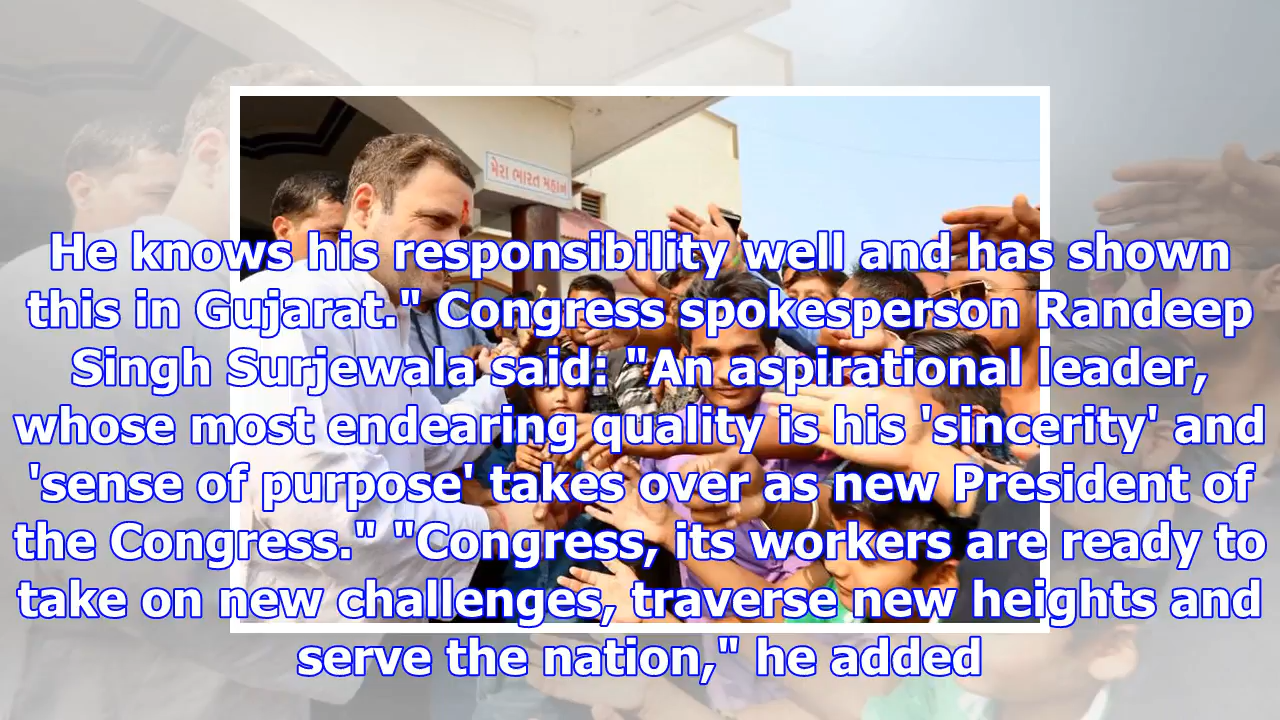 મેરા ભારત મહાન
He knows his responsibility well and has shown
this in Gujarat." Congress spokesperson Randeep
Singh Surjewala said: "An aspirational leader,
whose most endearing quality is his 'sincerity' and
'sense of purpose' takes over as new President of
the Congress." "Congress, its workers are ready to
take on new challenges, traverse new heights and
serve the nation," he added